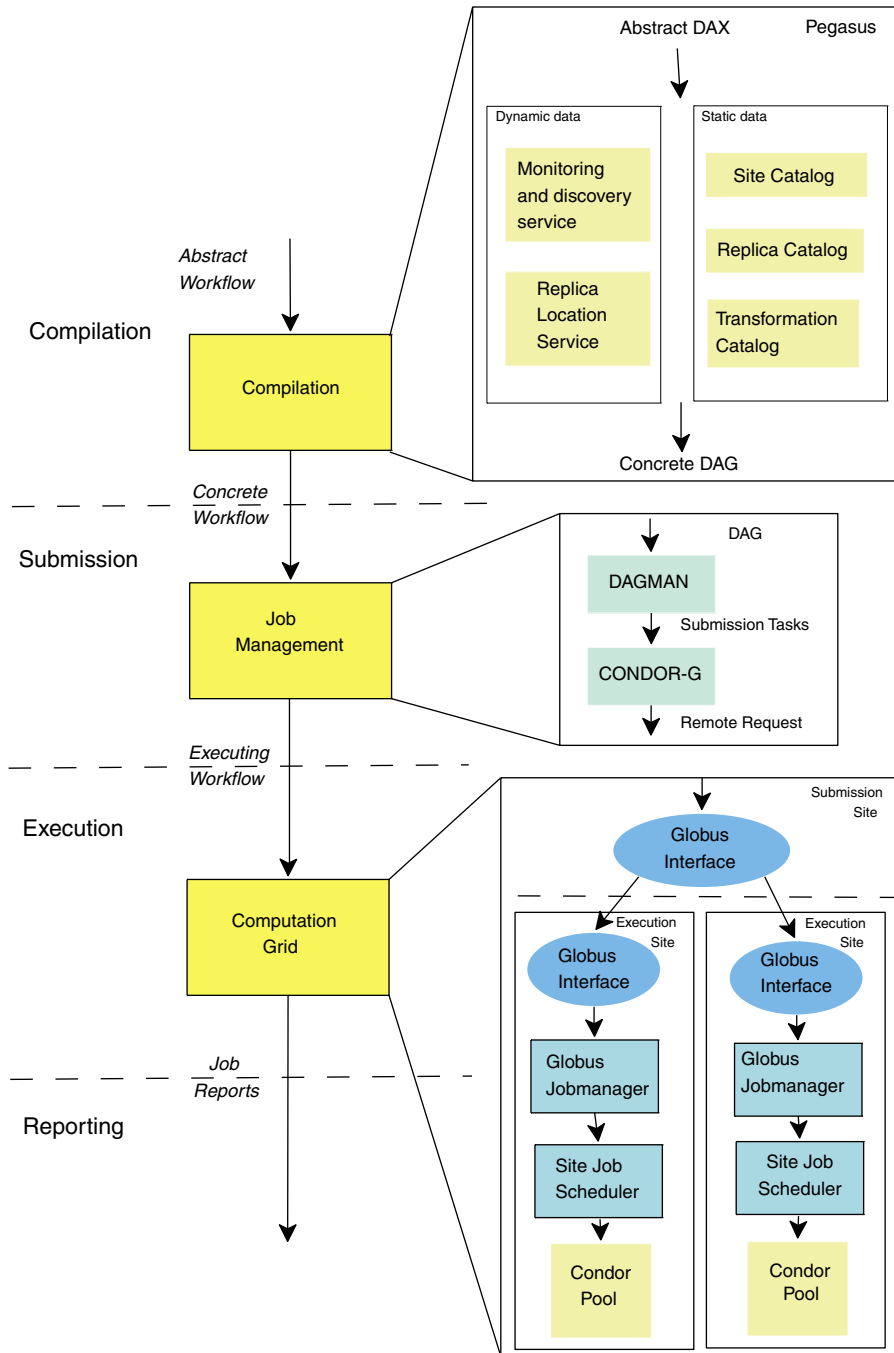 Abstract DAX
Pegasus
Dynamic data
Static data
Monitoring
and discovery
service
Site Catalog
Replica Catalog
Replica
Location
Service
Transformation
Catalog
Concrete DAG
Abstract
Workflow
Compilation
Compilation
Concrete
Workflow
Submission
Job
Management
DAG
DAGMAN
Submission Tasks
CONDOR-G
Remote Request
Executing
Workflow
Execution
Computation
Grid
Submission
Site
Globus
Interface
Execution
Site
Globus
Interface
Globus
Jobmanager
Site Job
Scheduler
Condor
Pool
Execution
Site
Globus
Interface
Globus
Jobmanager
Site Job
Scheduler
Condor
Pool
Job
Reports
Reporting